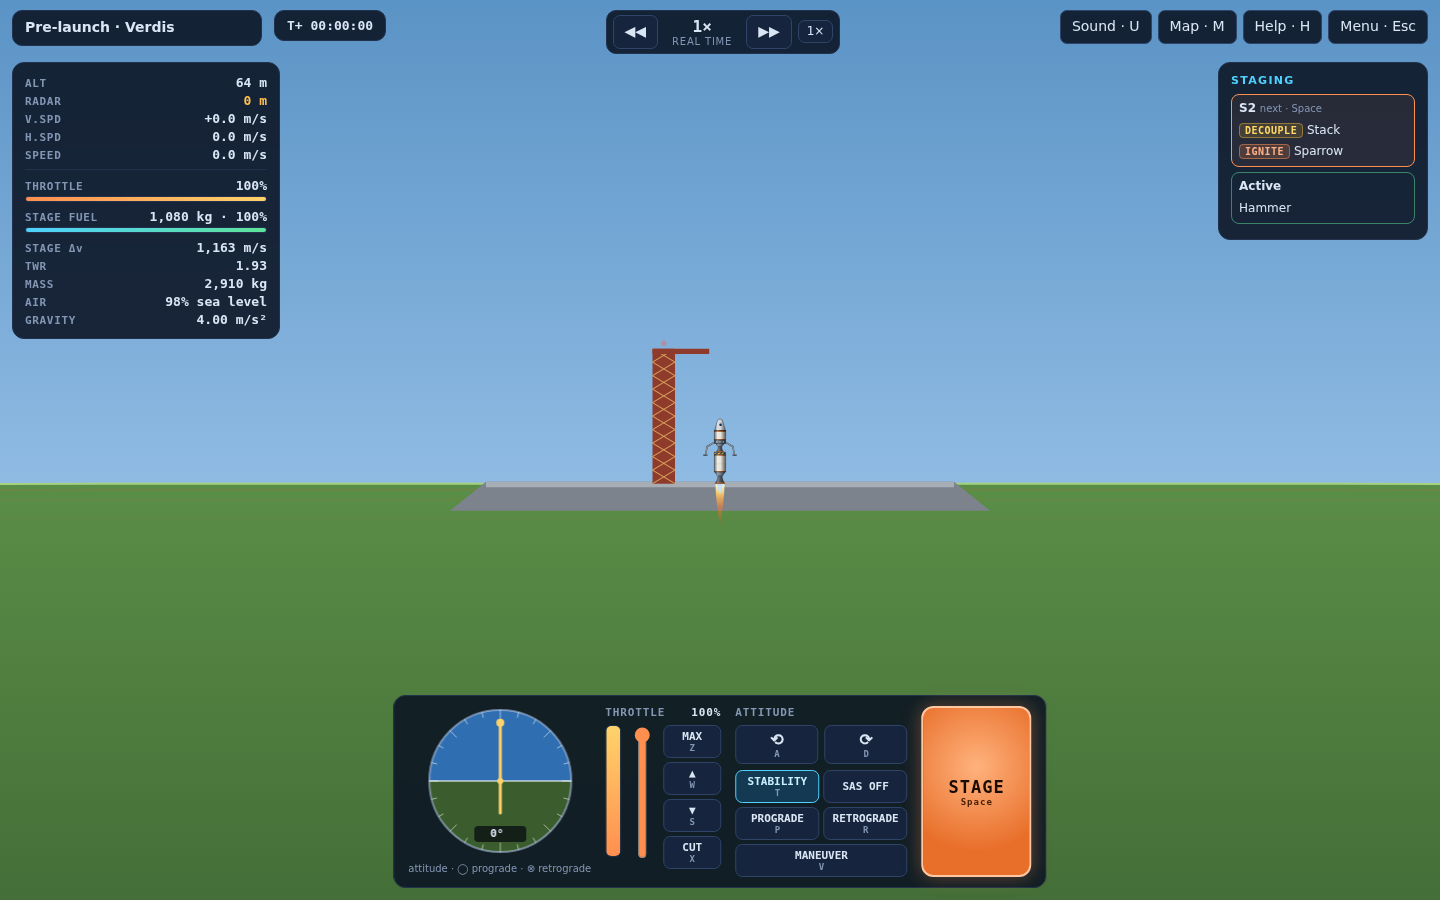 Pre-launch · Verdis
T+ 00:00:00
◀◀
1×
REAL TIME
▶▶
1×
Sound · U
Map · M
Help · H
Menu · Esc
ALT 64 m
RADAR 0 m
V.SPD +0.0 m/s
H.SPD 0.0 m/s
SPEED 0.0 m/s
THROTTLE 100%
STAGE FUEL 1,080 kg · 100%
STAGE Δv 1,163 m/s
TWR 1.93
MASS 2,910 kg
AIR 98% sea level
GRAVITY 4.00 m/s²
STAGING
S2 next · Space
DECOUPLE Stack
IGNITE Sparrow
Active
Hammer
0°
attitude · ◯ prograde · ⊗ retrograde
THROTTLE 100%
MAX
Z
▲
W
▼
S
CUT
X
ATTITUDE
⟲
A
⟳
D
STABILITY
T
SAS OFF
PROGRADE
P
RETROGRADE
R
MANEUVER
V
STAGE
Space